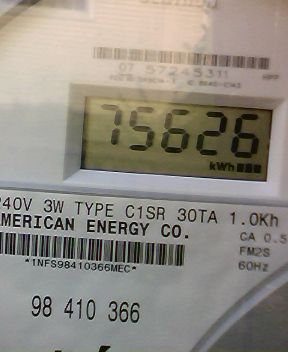 07 57245311
75626
kWh
240V 3W TYPE C1SR 30TA 1.0Kh
AMERICAN ENERGY CO.
CA 0.5
FM2S
60Hz
*1NFS98410366MEC*
98 410 366